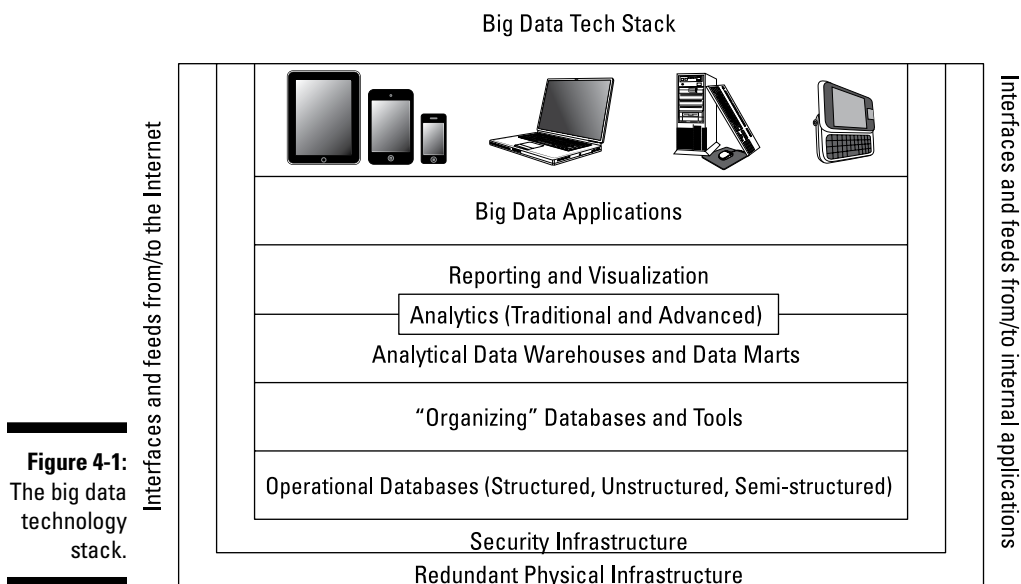 Big Data Tech Stack
Interfaces and feeds from/to the Internet
Big Data Applications
Reporting and Visualization
Analytics (Traditional and Advanced)
Analytical Data Warehouses and Data Marts
“Organizing” Databases and Tools
Operational Databases (Structured, Unstructured, Semi-structured)
Security Infrastructure
Redundant Physical Infrastructure
Interfaces and feeds from/to internal applications
Figure 4-1:
The big data
technology
stack.